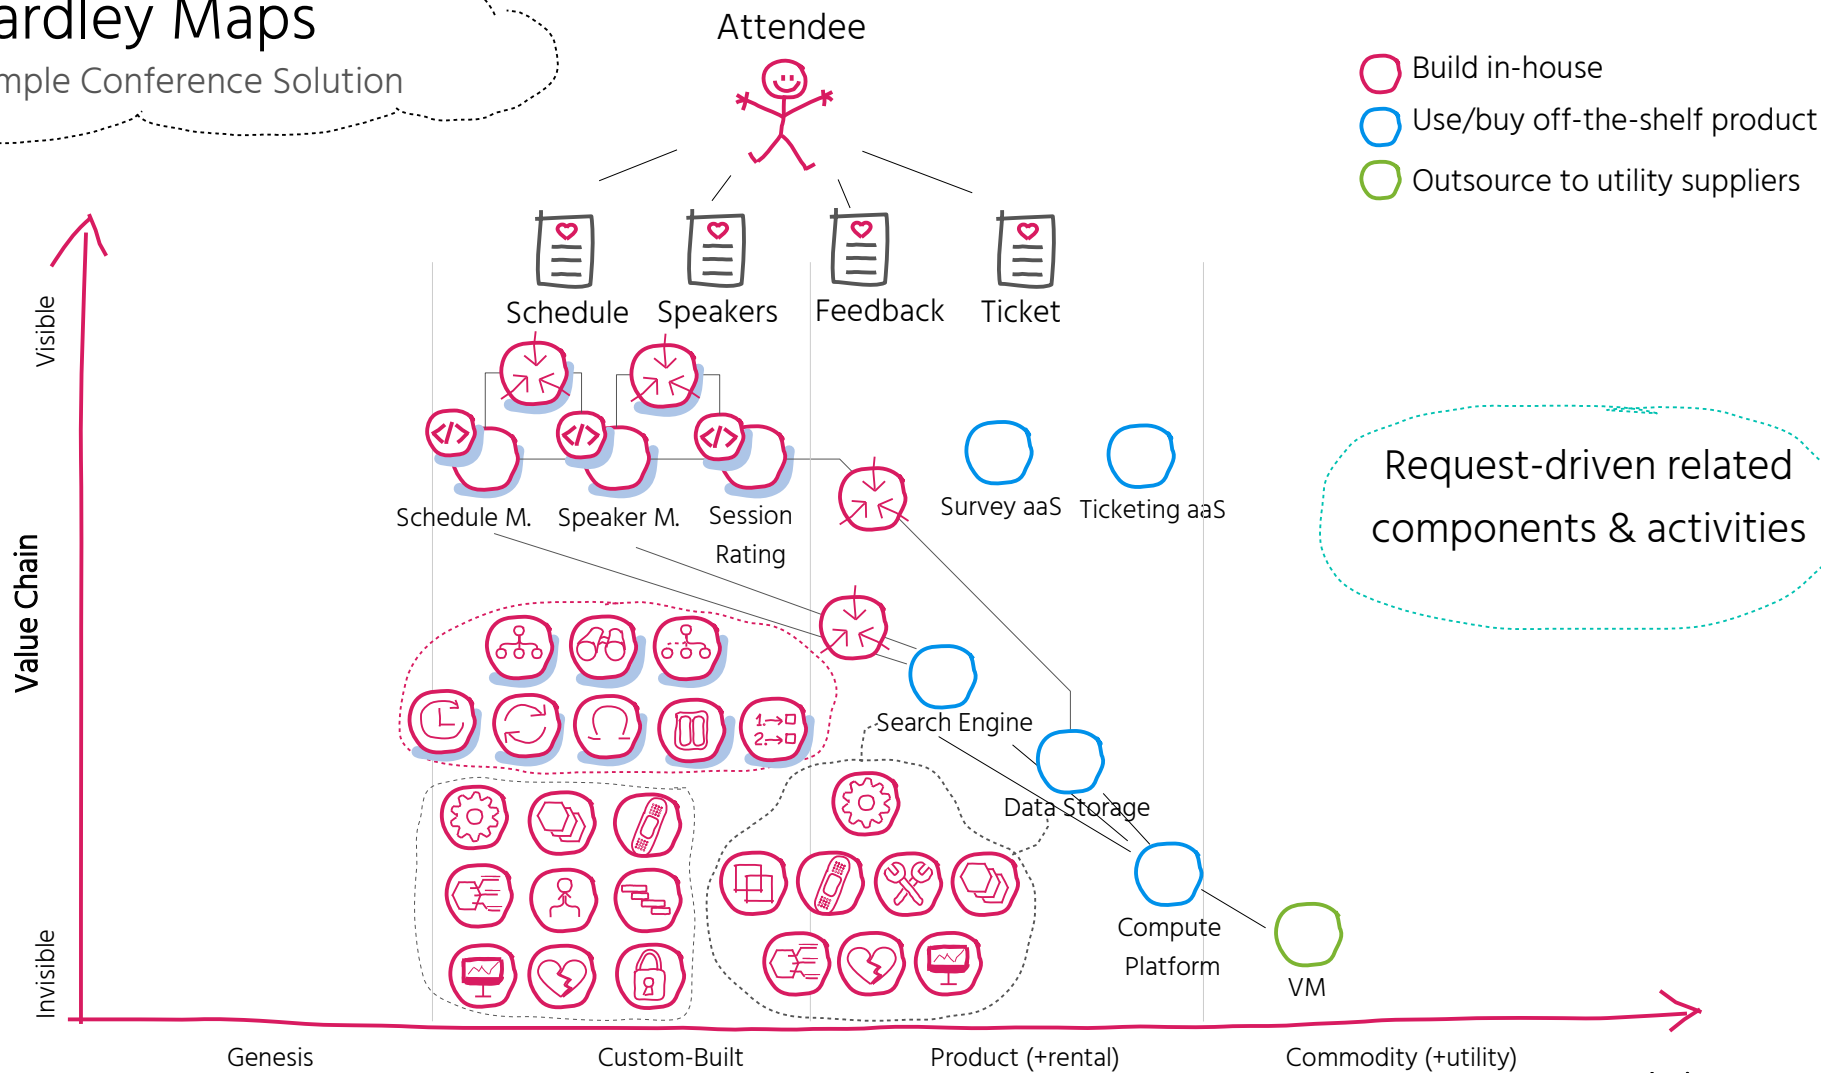 ardley Maps
mple Conference Solution
Attendee
Build in-house
Use/buy off-the-shelf product
Outsource to utility suppliers
Visible
Value Chain
Invisible
Schedule
Speakers
Feedback
Ticket
</>
</>
</>
Schedule M.
Speaker M.
Session
Rating
Survey aaS
Ticketing aaS
Request-driven related
components & activities
1.
2.
Search Engine
Data Storage
Compute
Platform
VM
Genesis
Custom-Built
Product (+rental)
Commodity (+utility)